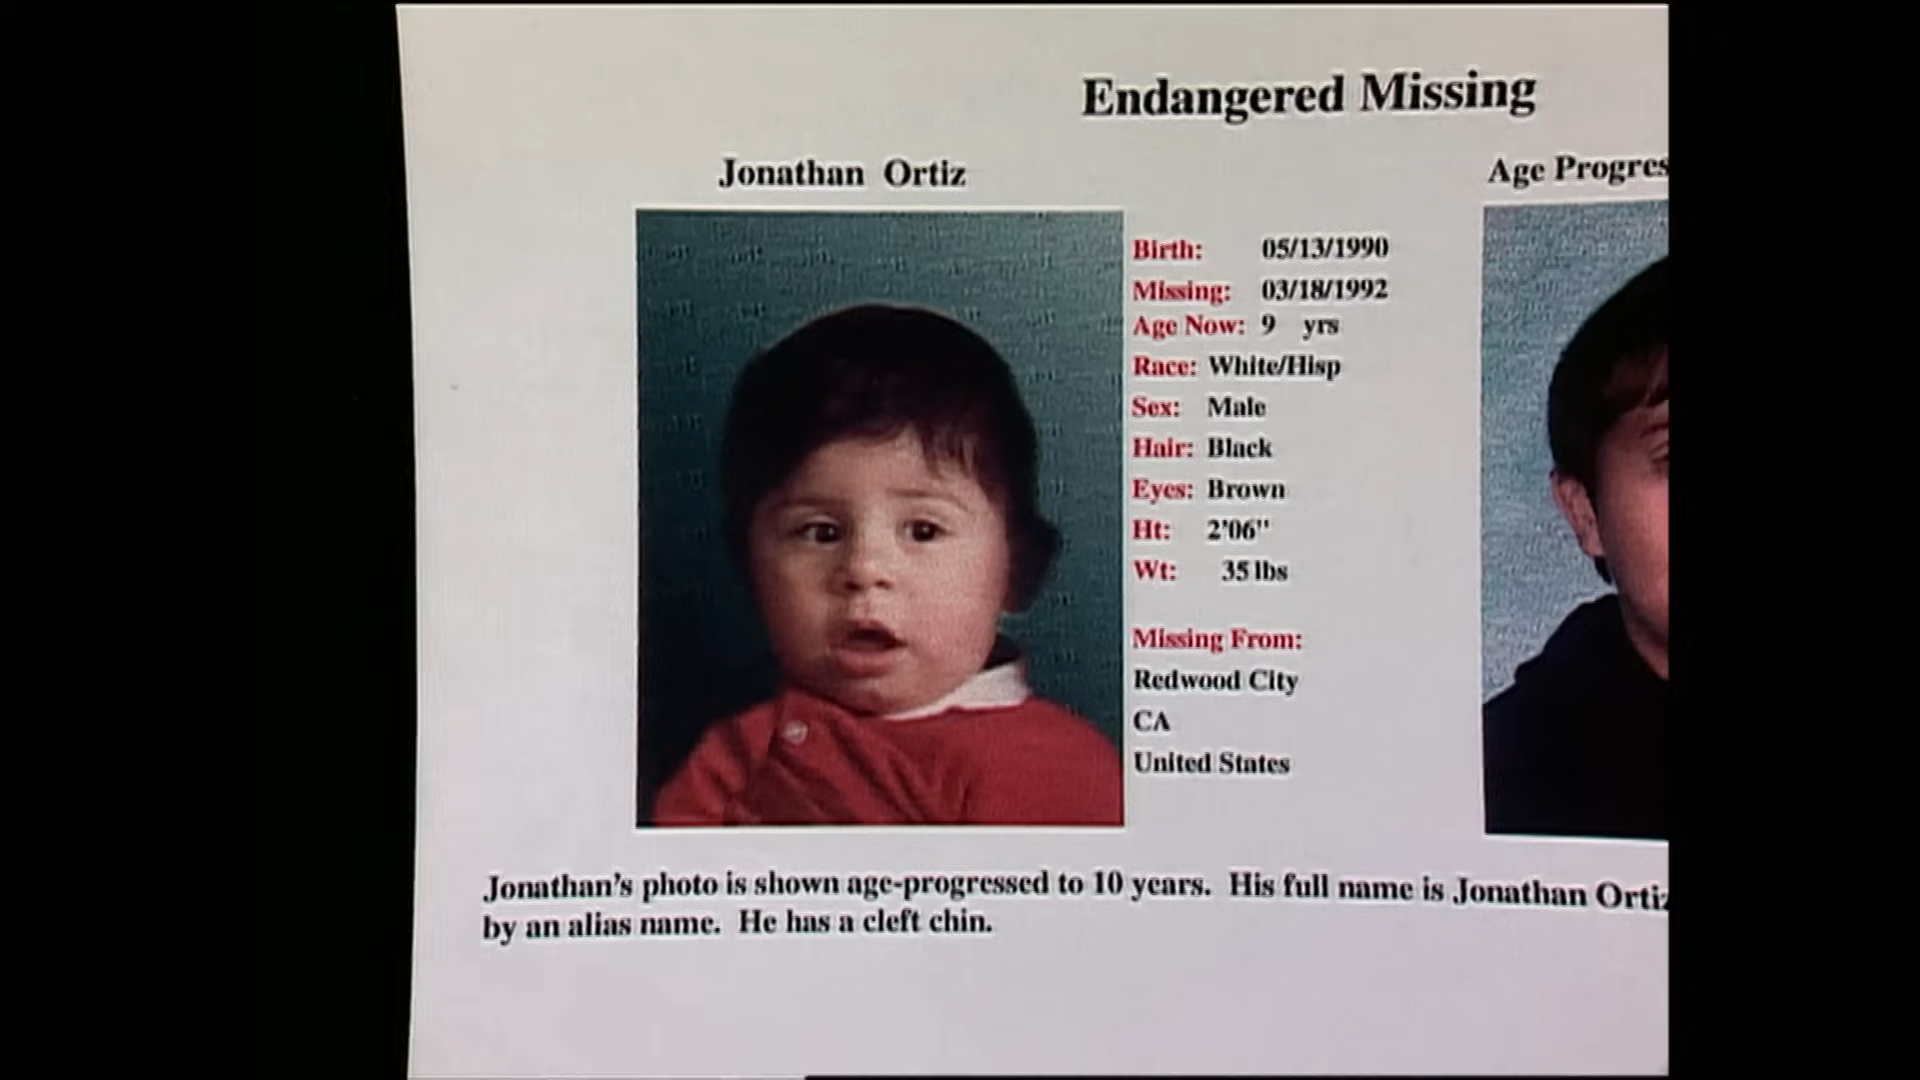 Endangered Missing
Jonathan Ortiz
Age Progres
Birth: 05/13/1990
Missing: 03/18/1992
Age Now: 9 yrs
Race: White/Hisp
Sex: Male
Hair: Black
Eyes: Brown
Ht: 2'06"
Wt: 35 lbs
Missing From:
Redwood City
CA
United States
Jonathan's photo is shown age-progressed to 10 years. His full name is Jonathan Ortiz
by an alias name. He has a cleft chin.